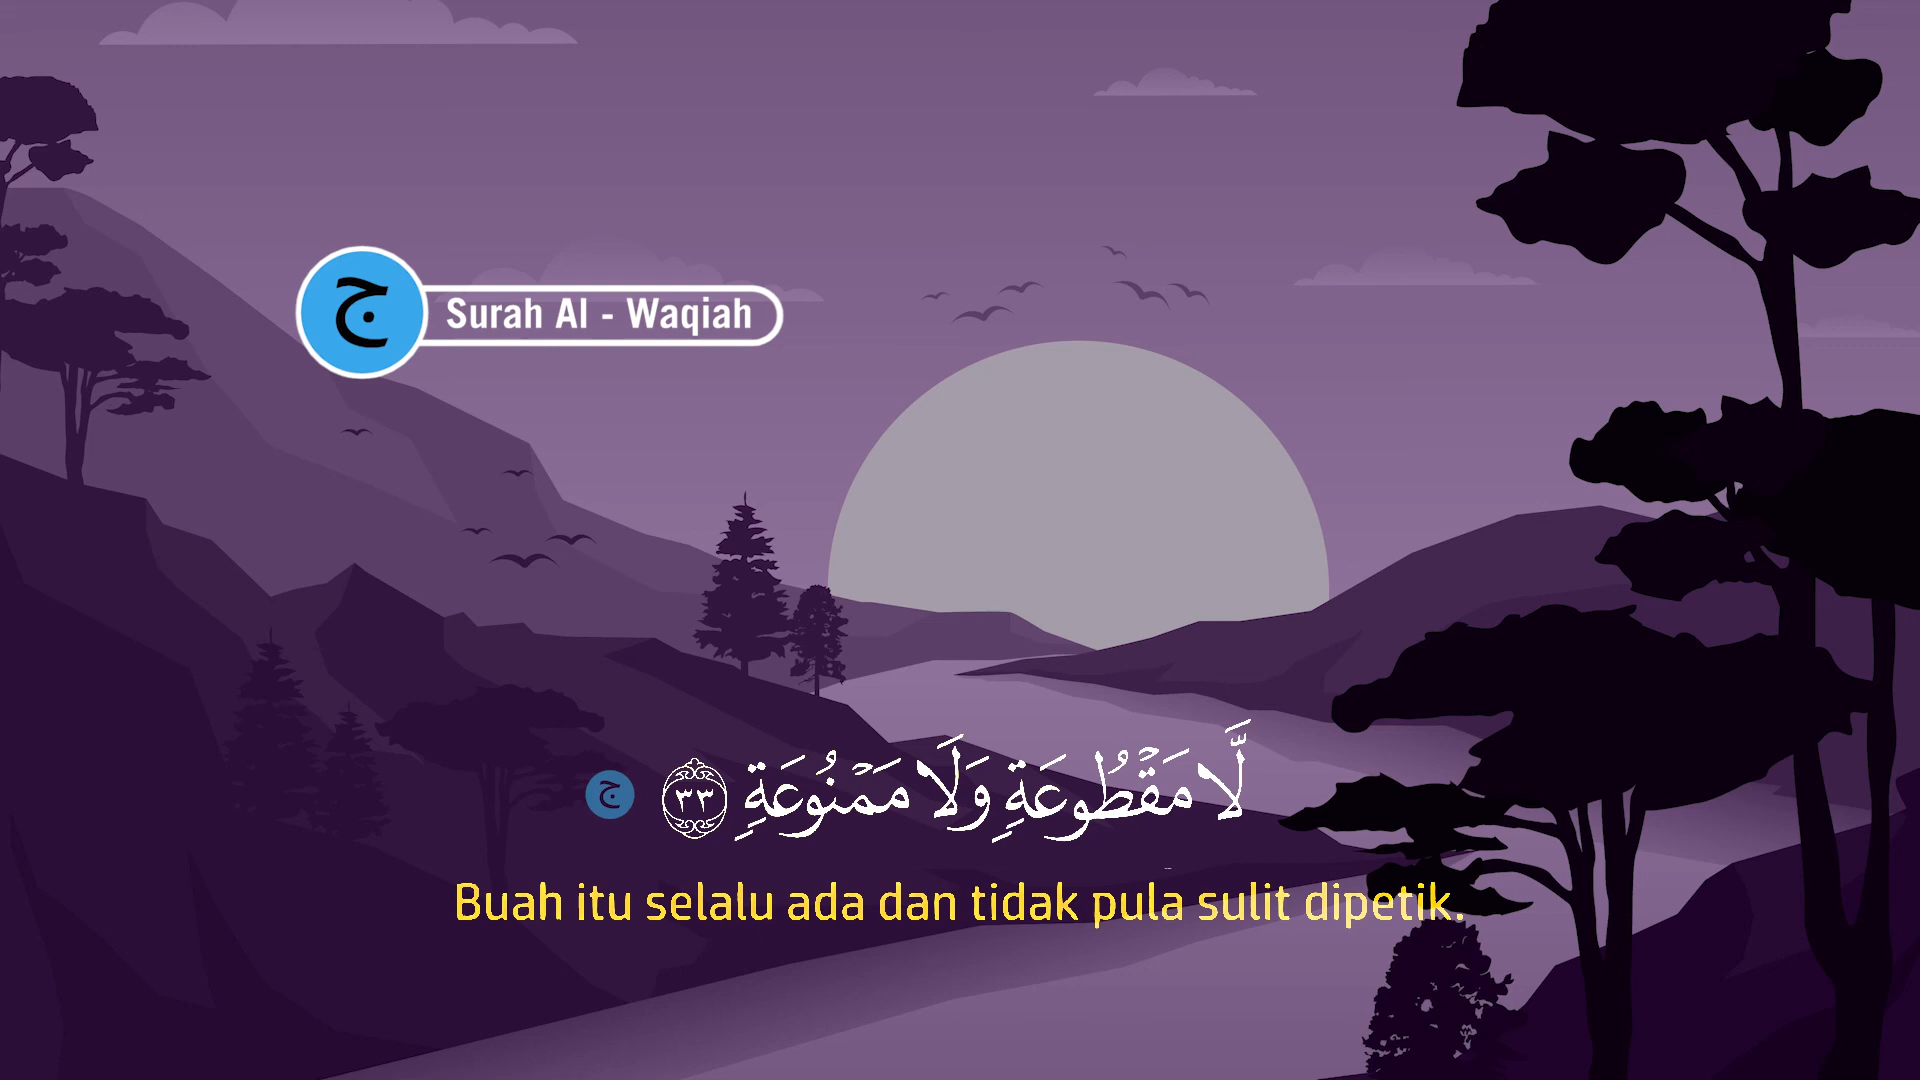 ج
Surah Al - Waqiah
لَّا مَقْطُوعَةٍ وَلَا مَمْنُوعَةٍ ٣٣ ج
Buah itu selalu ada dan tidak pula sulit dipetik.